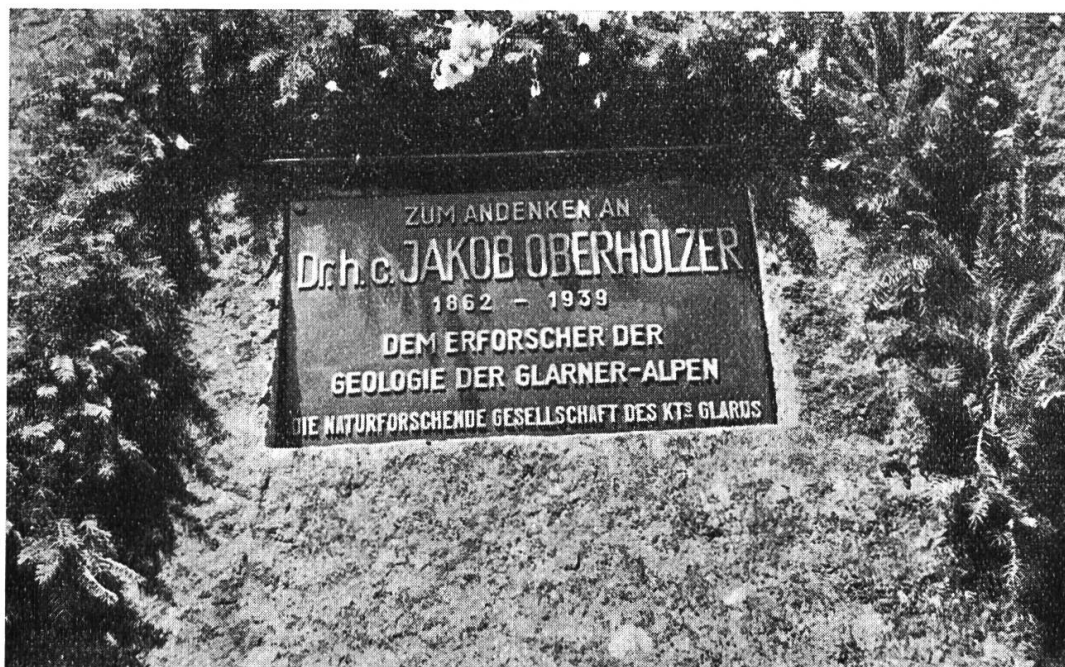 ZUM ANDENKEN AN
Dr. h. c. JAKOB OBERHOLZER
1862 – 1939
DEM ERFORSCHER DER
GEOLOGIE DER GLARNER-ALPEN
DIE NATURFORSCHENDE GESELLSCHAFT DES KTS GLARUS